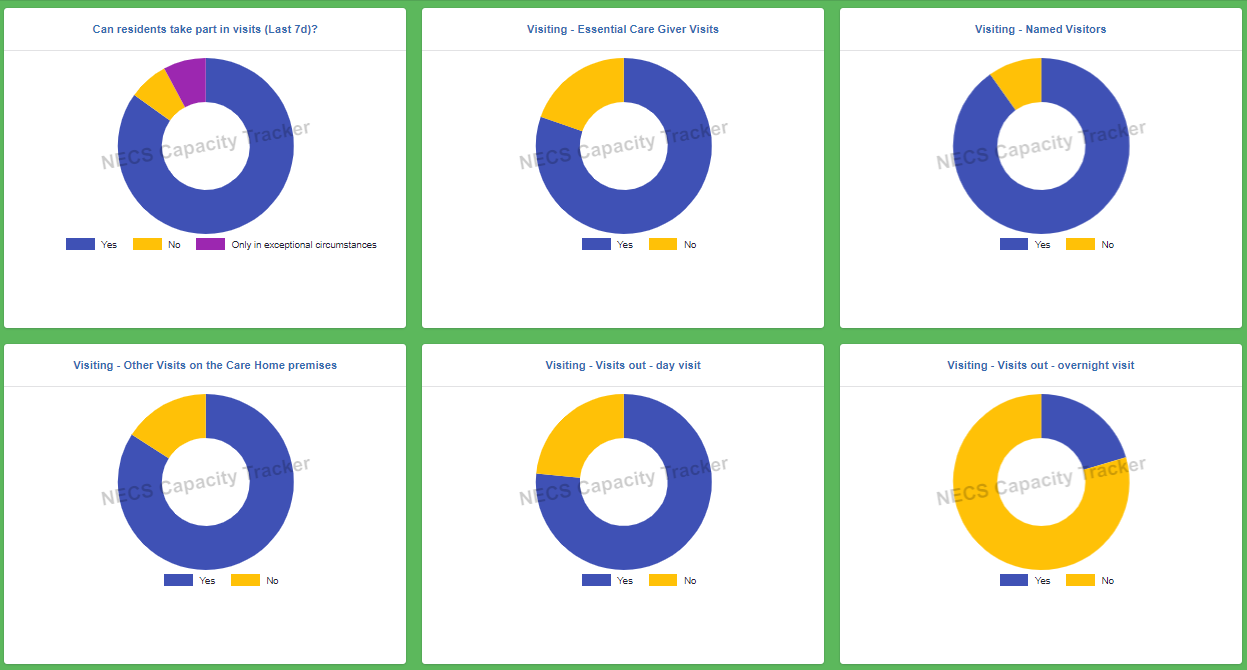 Can residents take part in visits (Last 7d)?
NECS Capacity Tracker
Yes No Only in exceptional circumstances
Visiting - Essential Care Giver Visits
NECS Capacity Tracker
Yes No
Visiting - Named Visitors
NECS Capacity Tracker
Yes No
Visiting - Other Visits on the Care Home premises
NECS Capacity Tracker
Yes No
Visiting - Visits out - day visit
NECS Capacity Tracker
Yes No
Visiting - Visits out - overnight visit
NECS Capacity Tracker
Yes No